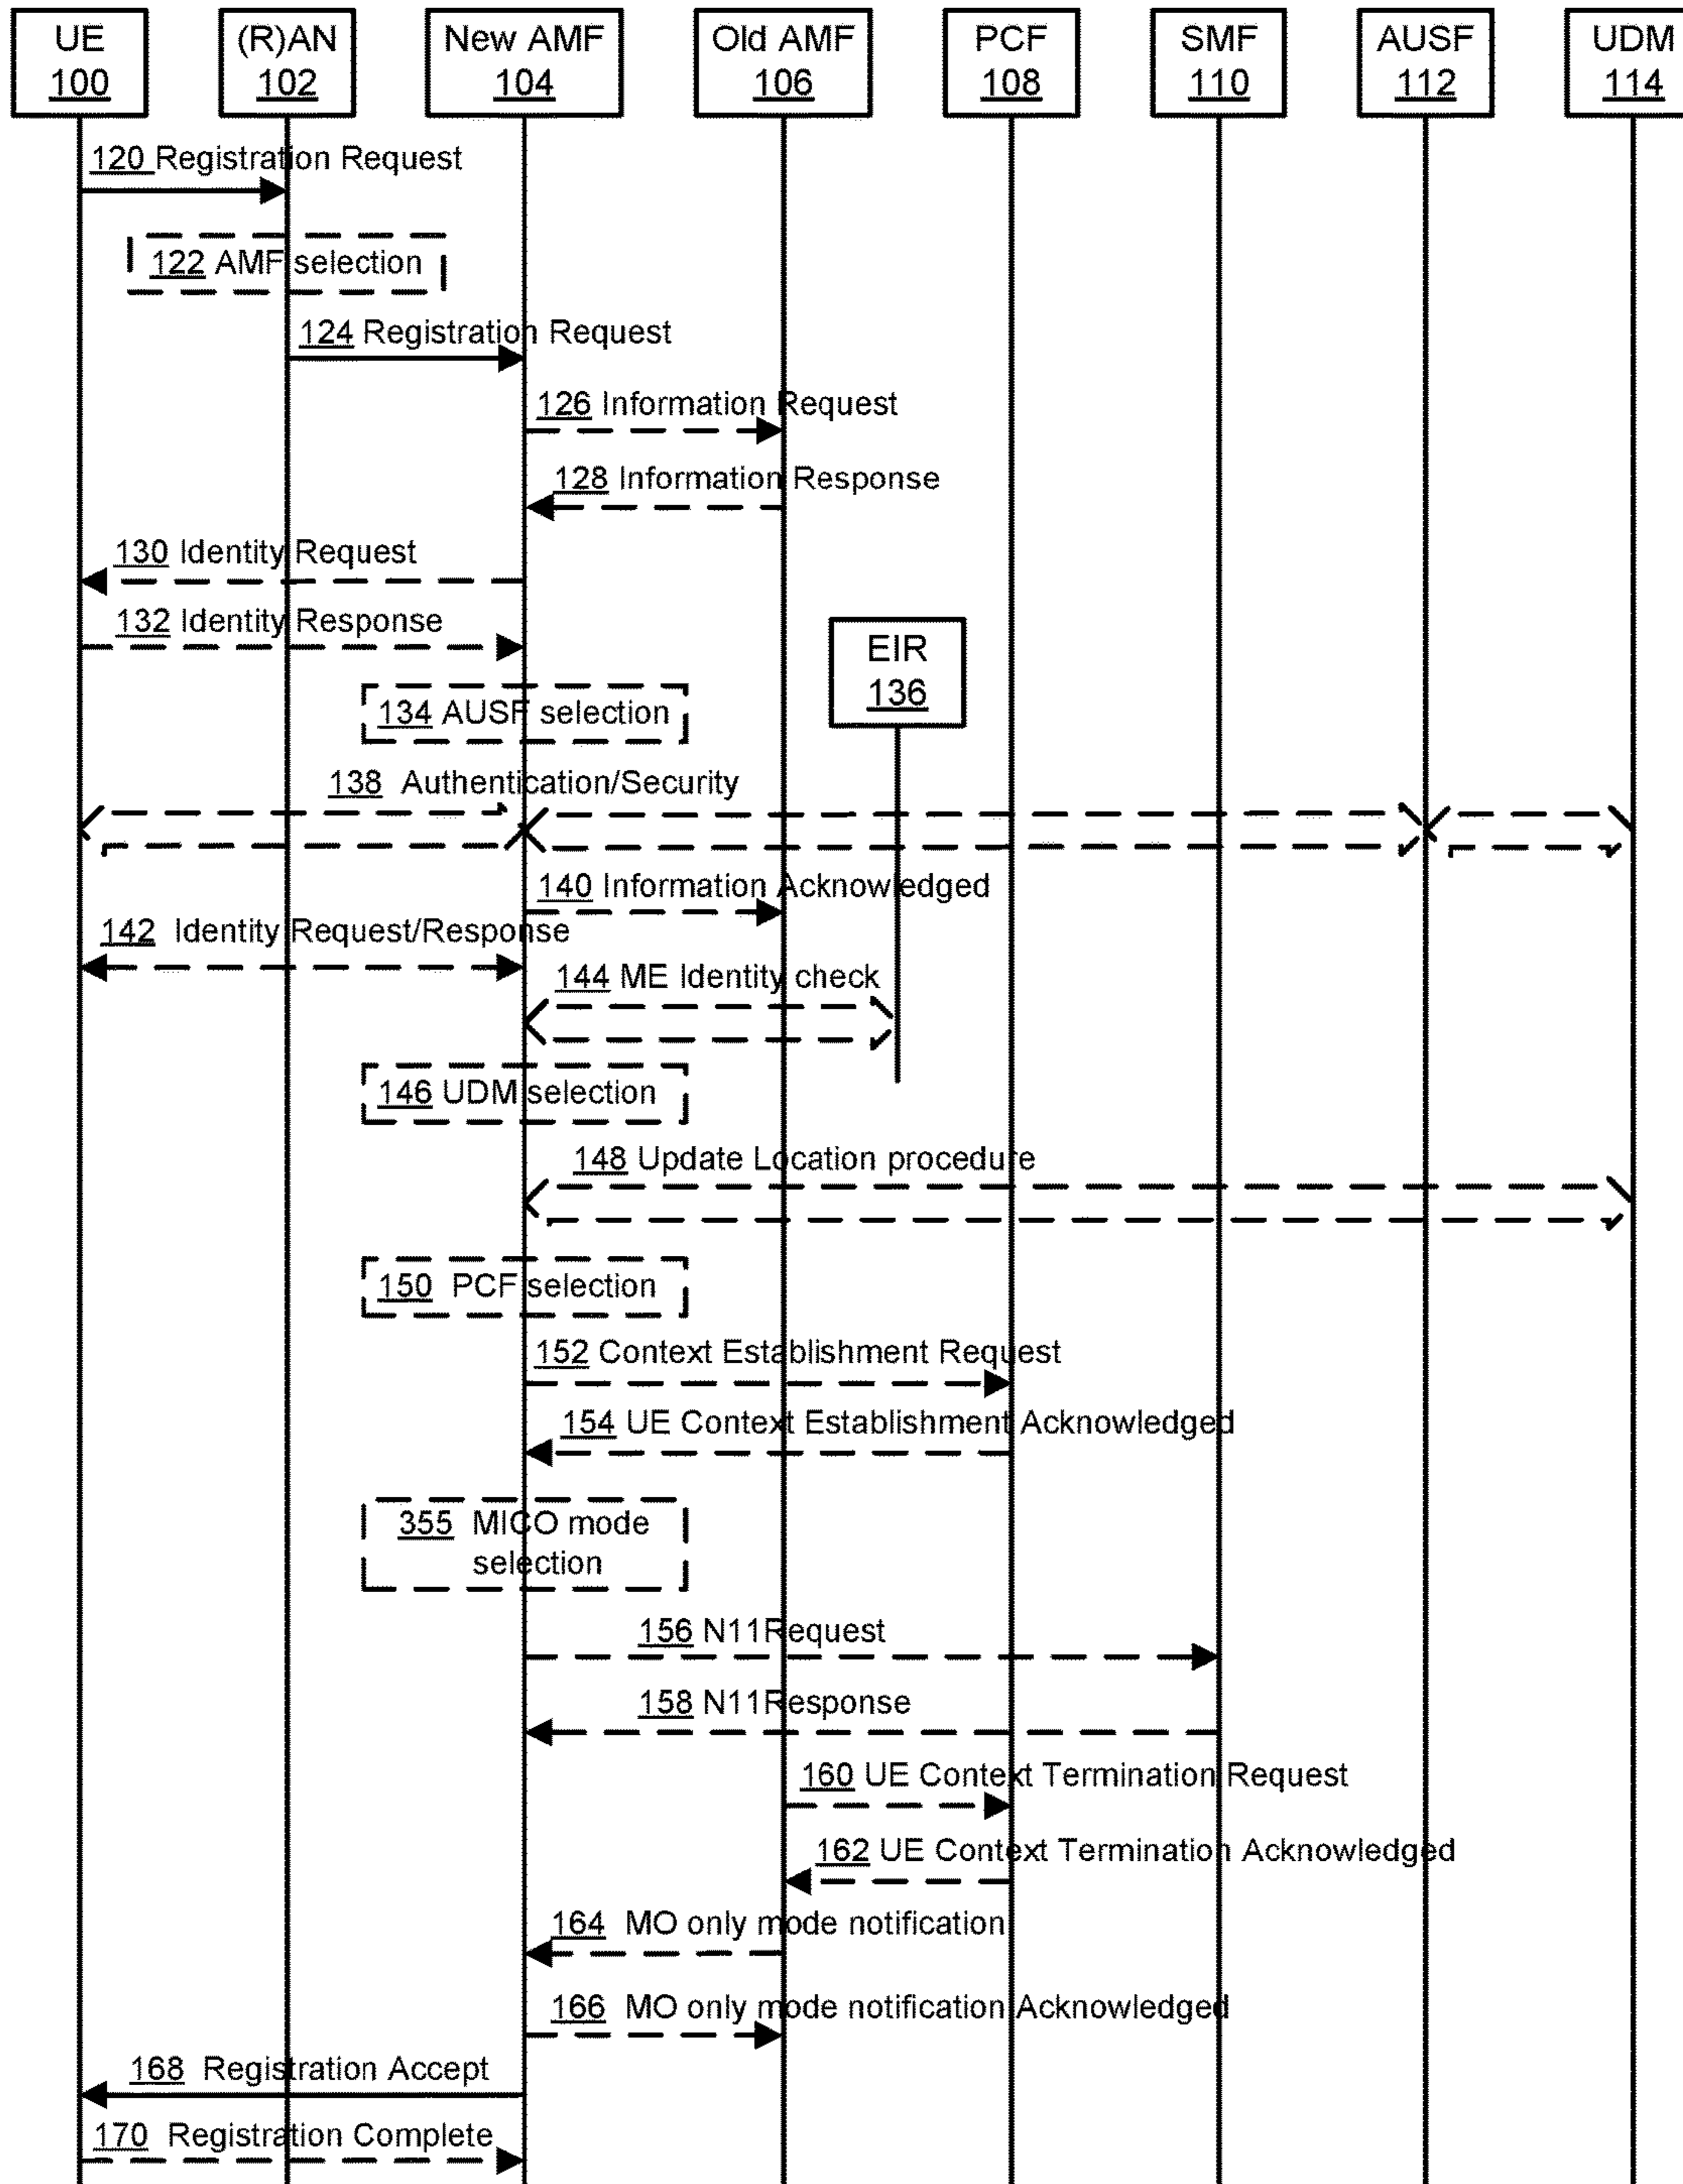 UE
100
(R)AN
102
New AMF
104
Old AMF
106
PCF
108
SMF
110
AUSF
112
UDM
114
120 Registration Request
122 AMF selection
124 Registration Request
126 Information Request
128 Information Response
130 Identity Request
132 Identity Response
EIR
136
134 AUSF selection
138 Authentication/Security
140 Information Acknowledged
142 Identity Request/Response
144 ME Identity check
146 UDM selection
148 Update Location procedure
150 PCF selection
152 Context Establishment Request
154 UE Context Establishment Acknowledged
355 MICO mode
selection
156 N11Request
158 N11Response
160 UE Context Termination Request
162 UE Context Termination Acknowledged
164 MO only mode notification
166 MO only mode notification Acknowledged
168 Registration Accept
170 Registration Complete